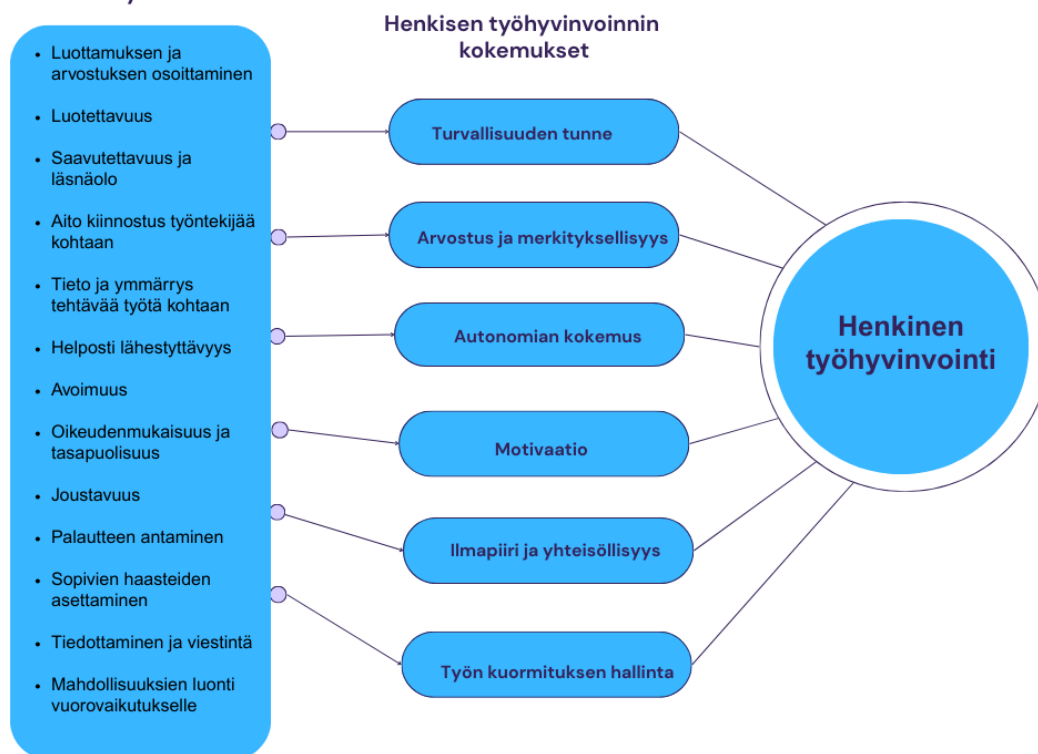 Henkisen työhyvinvoinnin
kokemukset
• Luottamuksen ja
arvostuksen osoittaminen
• Luotettavuus
• Saavutettavuus ja
läsnäolo
• Aito kiinnostus työntekijää
kohtaan
• Tieto ja ymmärrys
tehtävää työtä kohtaan
• Helposti lähestyttävyys
• Avoimuus
• Oikeudenmukaisuus ja
tasapuolisuus
• Joustavuus
• Palautteen antaminen
• Sopivien haasteiden
asettaminen
• Tiedottaminen ja viestintä
• Mahdollisuuksien luonti
vuorovaikutukselle
Turvallisuuden tunne
Arvostus ja merkityksellisyys
Autonomian kokemus
Motivaatio
Ilmapiiri ja yhteisöllisyys
Työn kuormituksen hallinta
Henkinen
työhyvinvointi